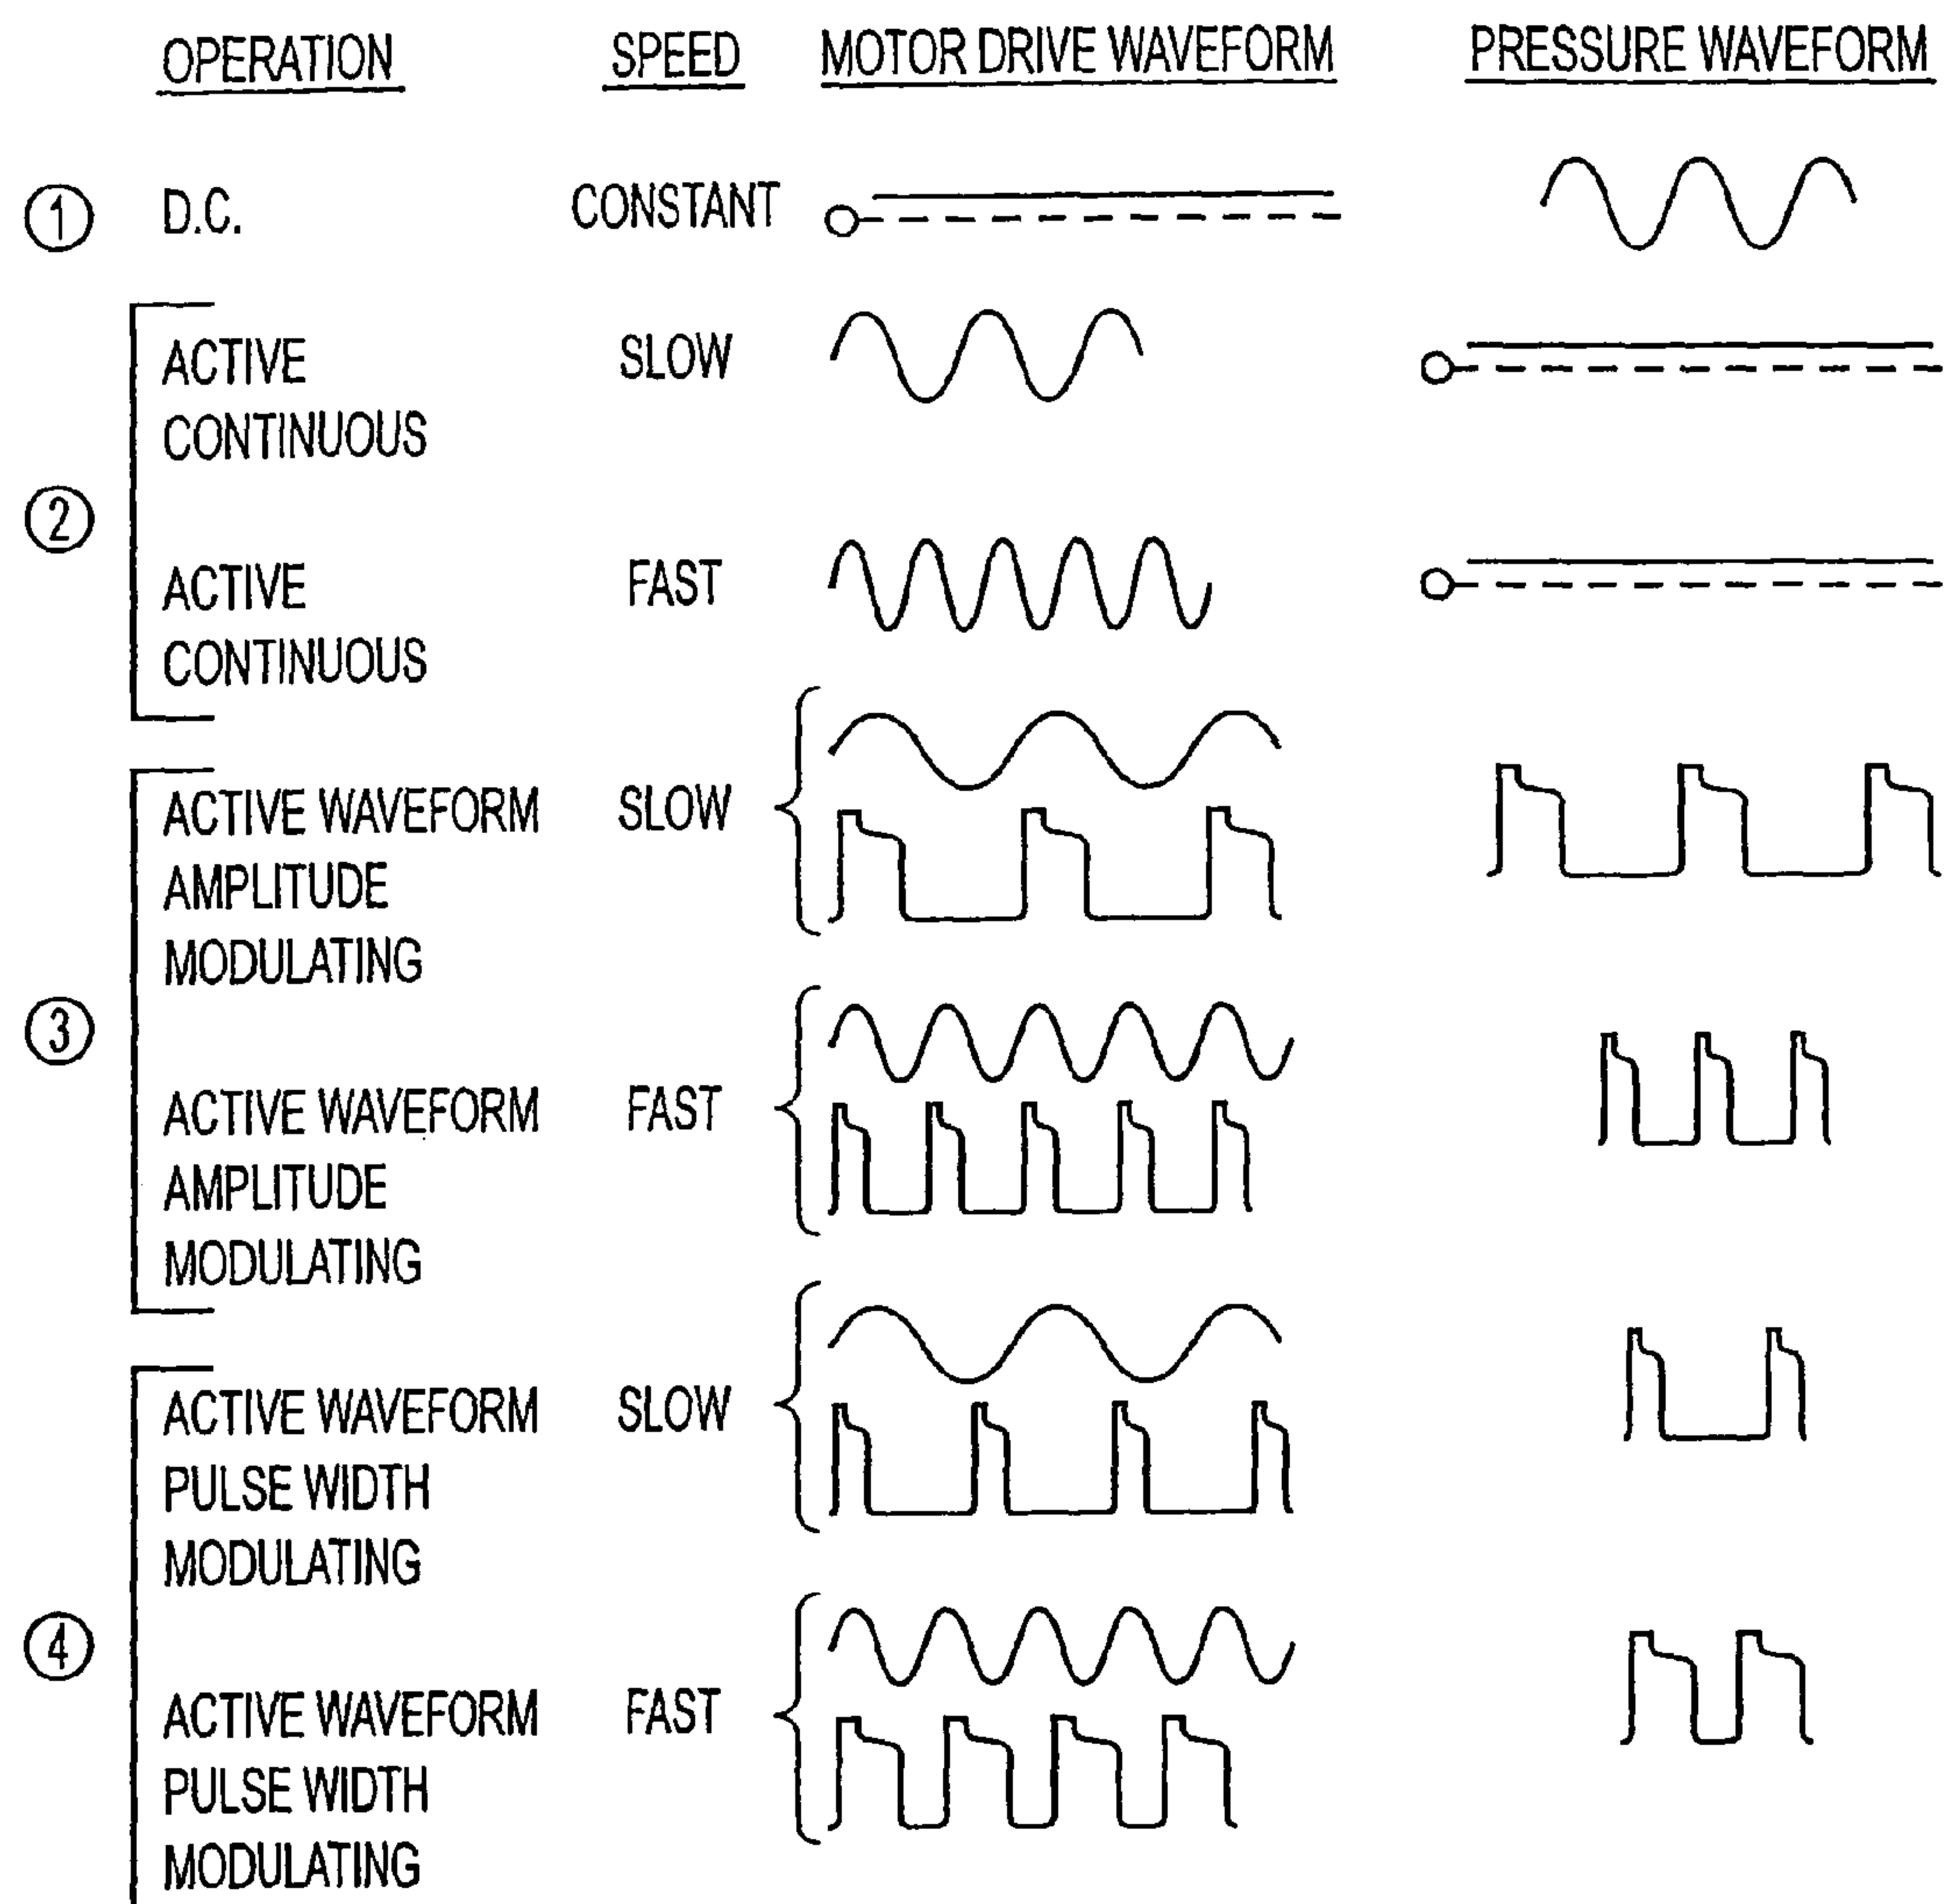 OPERATION SPEED MOTOR DRIVE WAVEFORM PRESSURE WAVEFORM
1 D.C. CONSTANT
2
ACTIVE SLOW
CONTINUOUS
ACTIVE FAST
CONTINUOUS
3
ACTIVE WAVEFORM SLOW
AMPLITUDE
MODULATING
ACTIVE WAVEFORM FAST
AMPLITUDE
MODULATING
4
ACTIVE WAVEFORM SLOW
PULSE WIDTH
MODULATING
ACTIVE WAVEFORM FAST
PULSE WIDTH
MODULATING